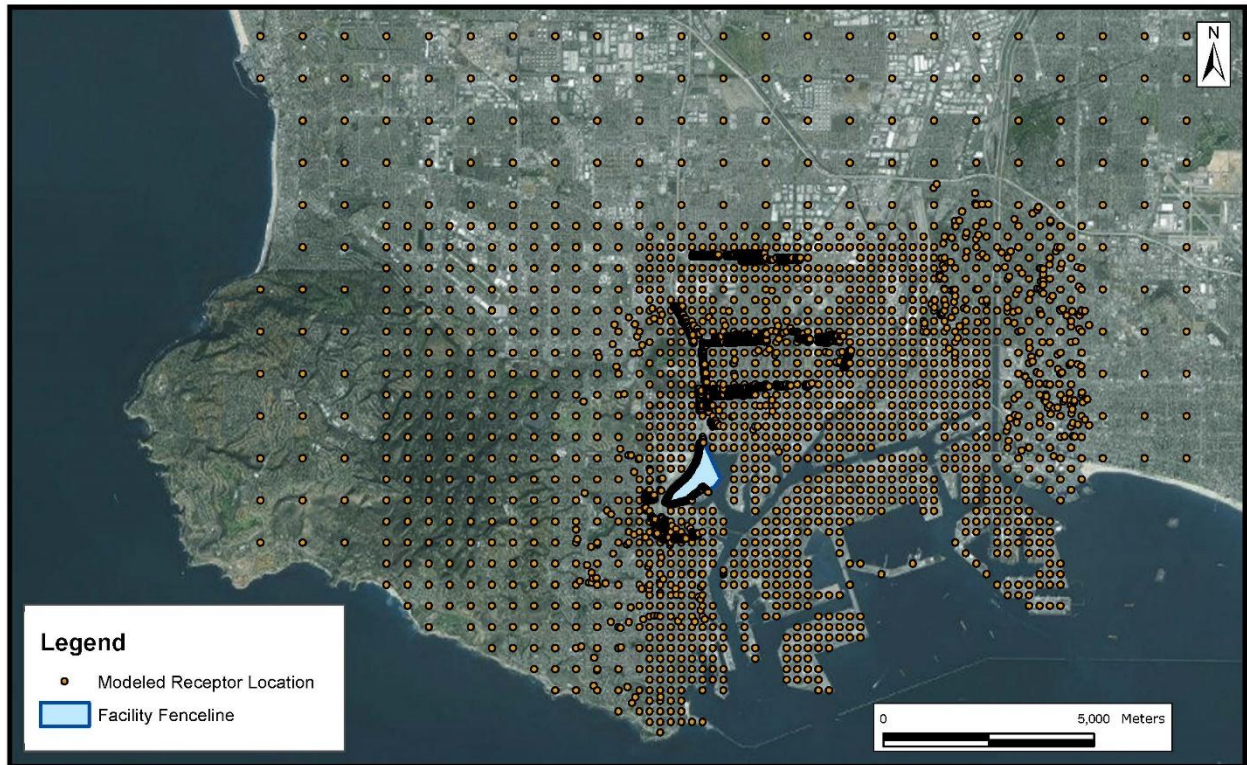 N
Legend
Modeled Receptor Location
Facility Fenceline
0 5,000 Meters